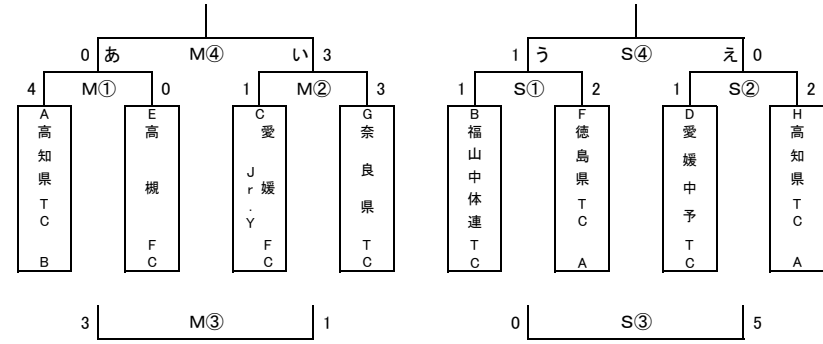 0 あ M④ い 3 1 う S④ え 0
4 M① 0 1 M② 3 1 S① 2 1 S② 2
A 高知県TC B
E 高槻FC
C 愛媛FC Jr.Y
G 奈良県TC
B 福山中体連TC
F 徳島県TC A
D 愛媛中予TC
H 高知県TC A
3 M③ 1 0 S③ 5